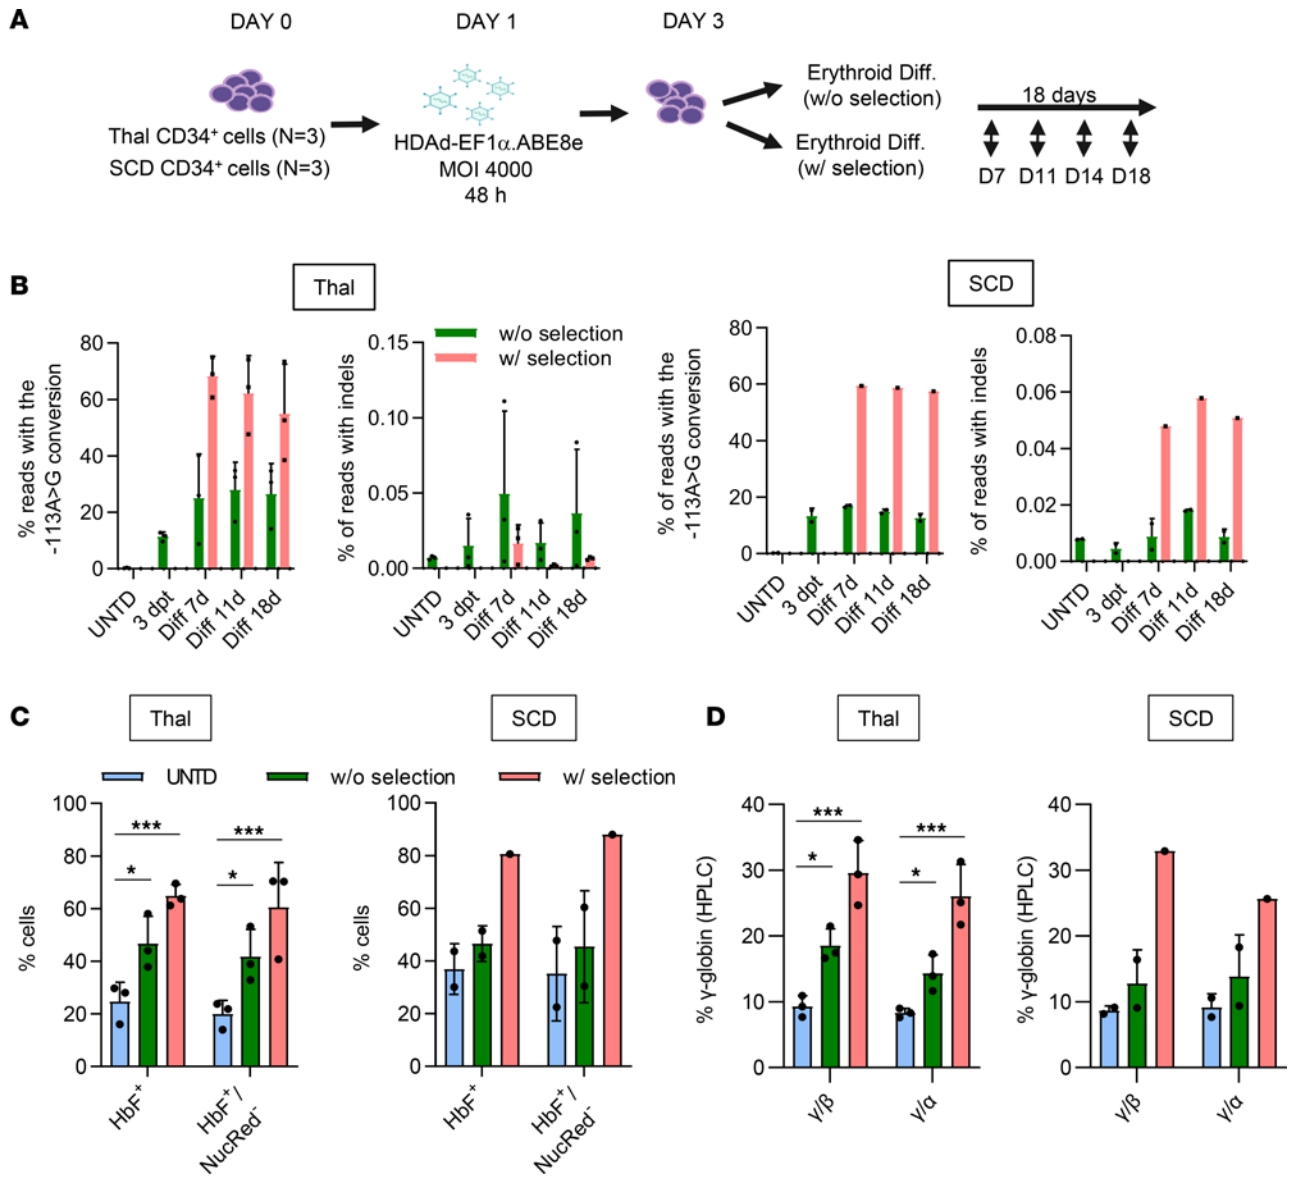 A
DAY 0
DAY 1
DAY 3
Thal CD34+ cells (N=3)
SCD CD34+ cells (N=3)
HDAd-EF1α.ABE8e
MOI 4000
48 h
Erythroid Diff.
(w/o selection)
Erythroid Diff.
(w/ selection)
18 days
D7 D11 D14 D18
B
Thal
SCD
w/o selection
w/ selection
% reads with the
-113A>G conversion
80
60
40
20
0
UNTD
3 dpt
Diff 7d
Diff 11d
Diff 18d
% of reads with indels
0.15
0.10
0.05
0.00
UNTD
3 dpt
Diff 7d
Diff 11d
Diff 18d
% of reads with the
-113A>G conversion
80
60
40
20
0
UNTD
3 dpt
Diff 7d
Diff 11d
Diff 18d
% of reads with indels
0.08
0.06
0.04
0.02
0.00
UNTD
3 dpt
Diff 7d
Diff 11d
Diff 18d
C
Thal
SCD
UNTD
w/o selection
w/ selection
% cells
100
80
60
40
20
0
***
*
***
*
HbF+
HbF+/
NucRed-
% cells
100
80
60
40
20
0
HbF+
HbF+/
NucRed-
D
Thal
SCD
% γ-globin (HPLC)
40
30
20
10
0
***
*
***
*
γ/β
γ/α
% γ-globin (HPLC)
40
30
20
10
0
γ/β
γ/α